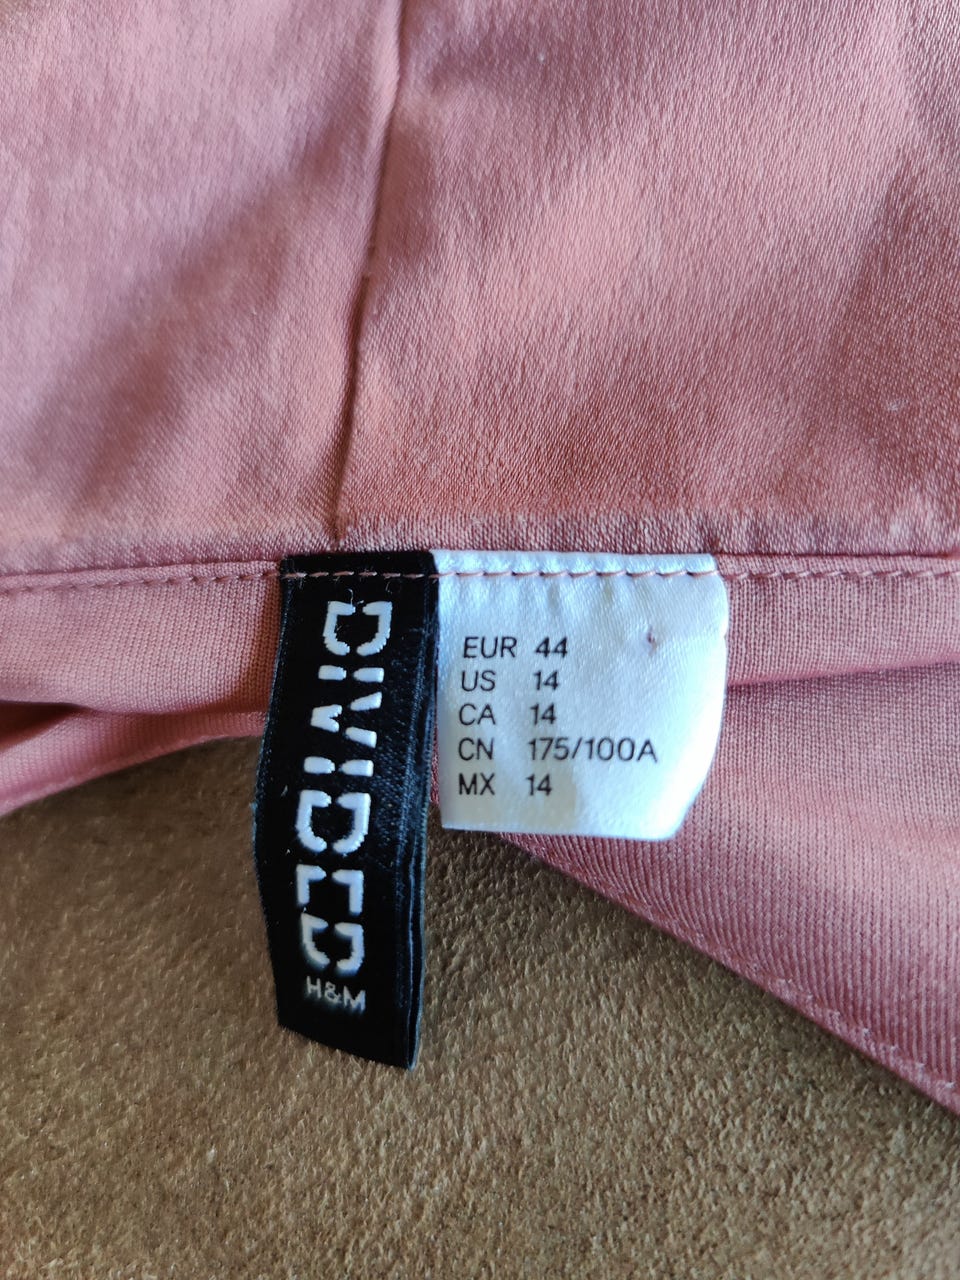 DIVIDED
H&M
EUR 44
US 14
CA 14
CN 175/100A
MX 14